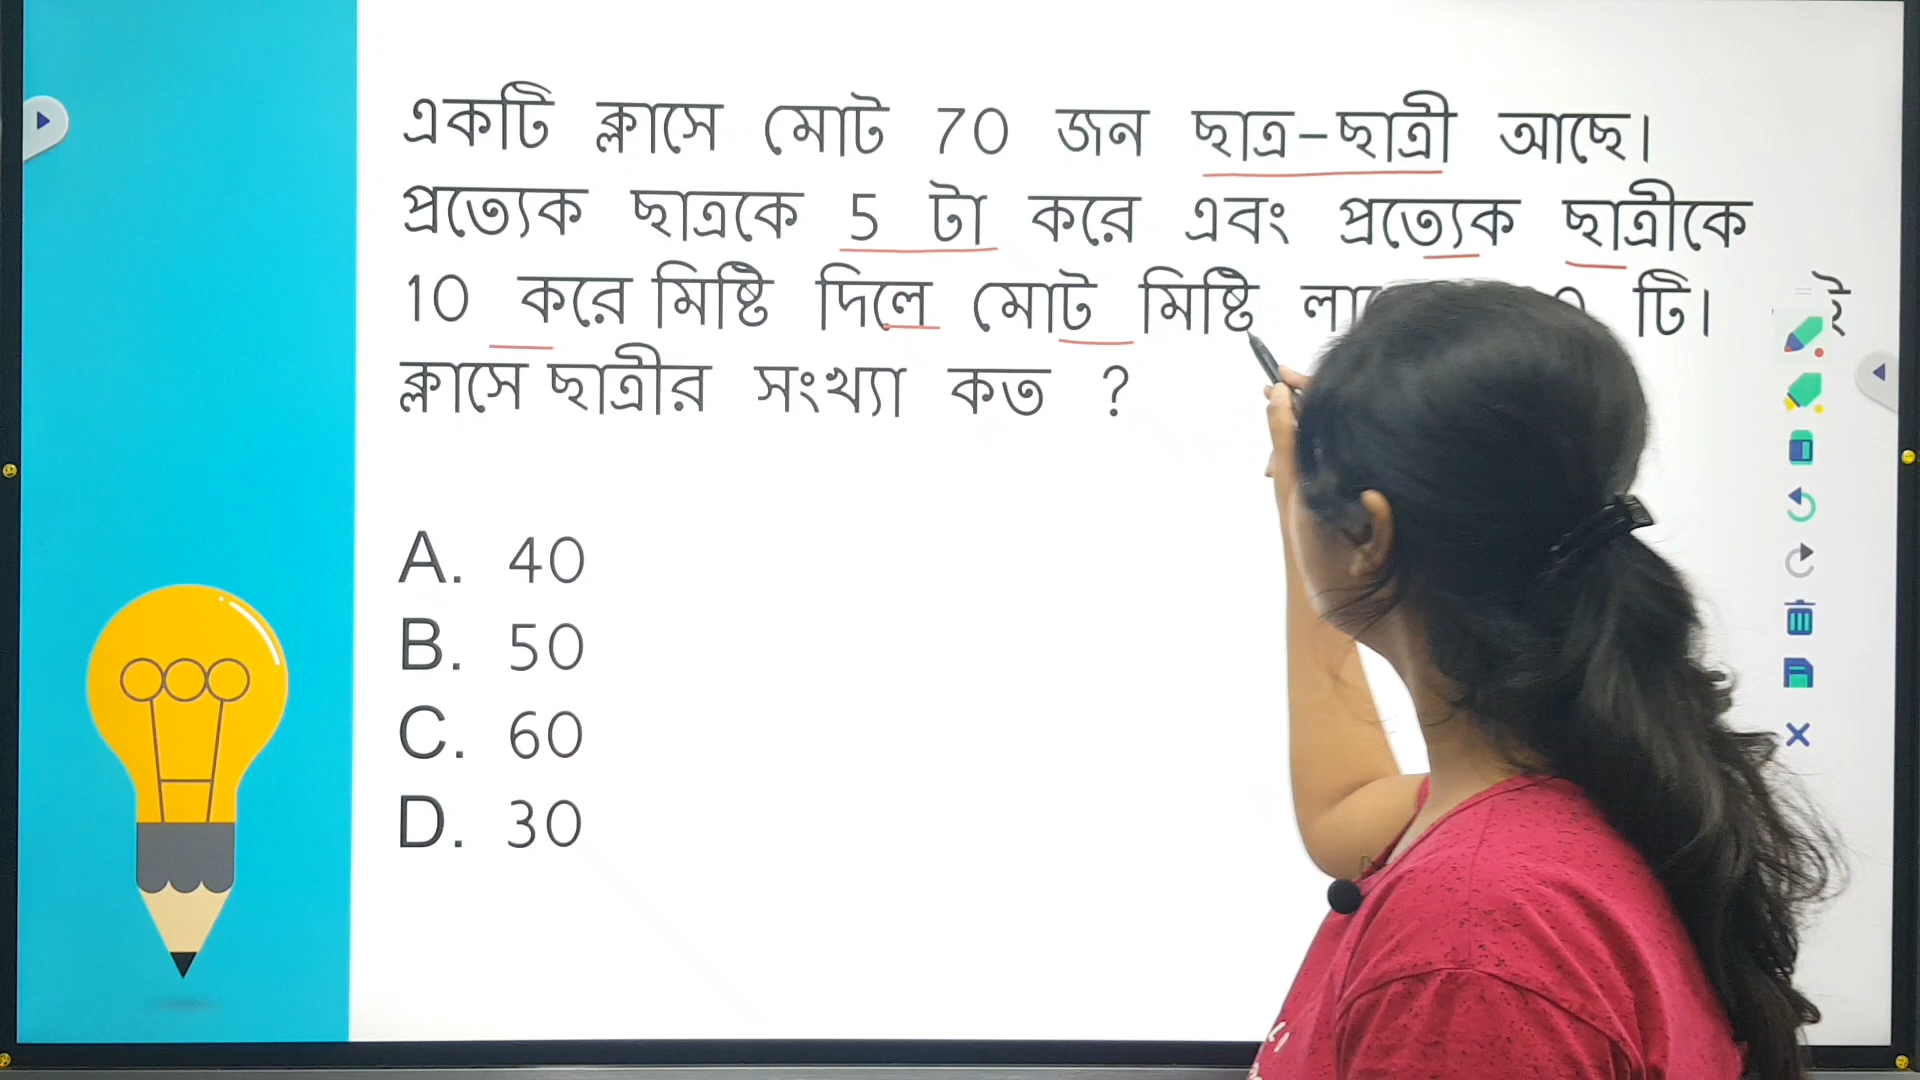 একটি ক্লাসে মোট 70 জন ছাত্র-ছাত্রী আছে।
প্রত্যেক ছাত্রকে 5 টা করে এবং প্রত্যেক ছাত্রীকে
10 করে মিষ্টি দিলে মোট মিষ্টি টি।
ক্লাসে ছাত্রীর সংখ্যা কত ?
A. 40
B. 50
C. 60
D. 30